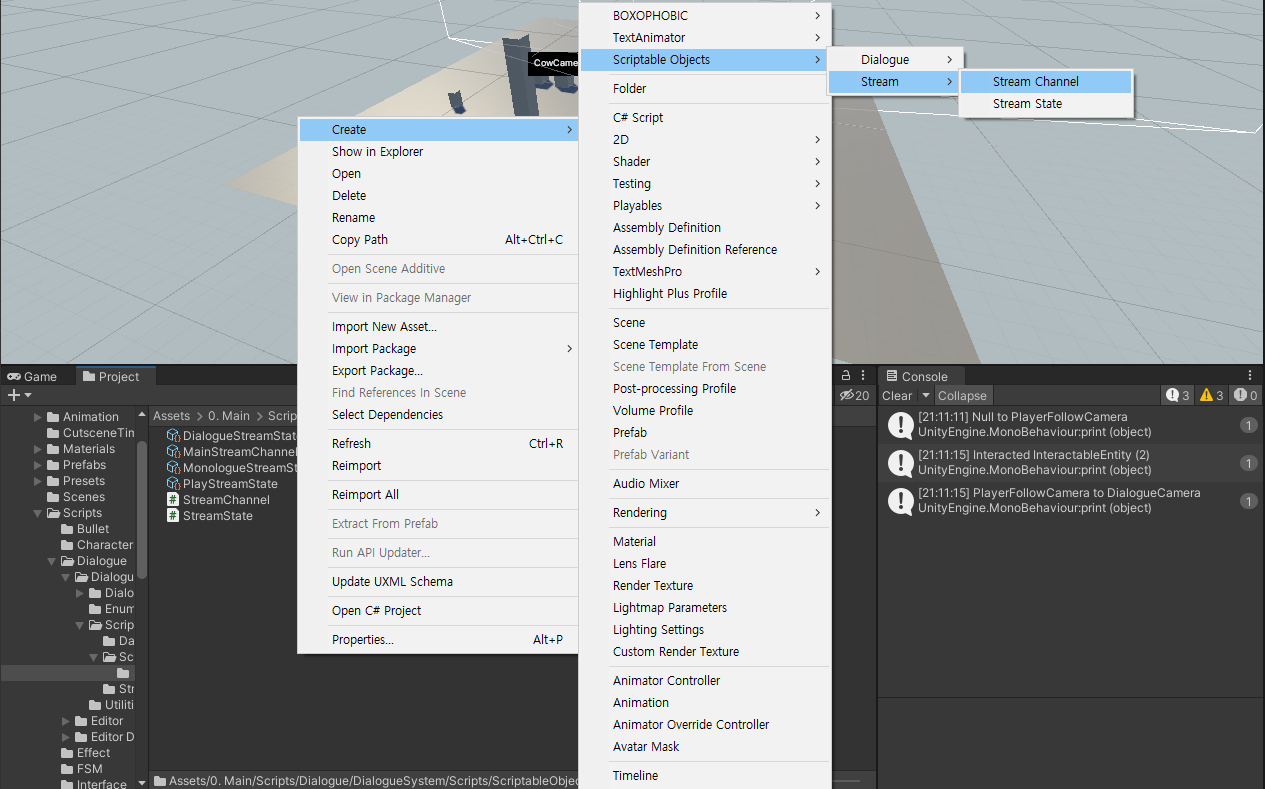 CowCame
Create
Show in Explorer
Open
Delete
Rename
Copy Path Alt+Ctrl+C
Open Scene Additive
View in Package Manager
Import New Asset...
Import Package
Export Package...
Find References In Scene
Select Dependencies
Refresh Ctrl+R
Reimport
Reimport All
Extract From Prefab
Run API Updater...
Update UXML Schema
Open C# Project
Properties... Alt+P
BOXOPHOBIC
TextAnimator
Scriptable Objects
Folder
C# Script
2D
Shader
Testing
Playables
Assembly Definition
Assembly Definition Reference
TextMeshPro
Highlight Plus Profile
Scene
Scene Template
Scene Template From Scene
Post-processing Profile
Volume Profile
Prefab
Prefab Variant
Audio Mixer
Rendering
Material
Lens Flare
Render Texture
Lightmap Parameters
Lighting Settings
Custom Render Texture
Animator Controller
Animation
Animator Override Controller
Avatar Mask
Timeline
Dialogue
Stream
Stream Channel
Stream State
Game Project
Animation
CutsceneTim
Materials
Prefabs
Presets
Scenes
Scripts
Bullet
Character
Dialogue
Dialogu
Dialo
Enum
Scrip
Da
Sc
Str
Utiliti
Editor
Editor D
Effect
FSM
Interface
Assets > 0. Main > Scrip
DialogueStreamStat
MainStreamChannel
MonologueStreamSt
PlayStreamState
StreamChannel
StreamState
Assets/0. Main/Scripts/Dialogue/DialogueSystem/Scripts/ScriptableObjec
20
Console
Clear Collapse 3 3 0
[21:11:11] Null to PlayerFollowCamera
UnityEngine.MonoBehaviour:print (object)
1
[21:11:15] Interacted InteractableEntity (2)
UnityEngine.MonoBehaviour:print (object)
1
[21:11:15] PlayerFollowCamera to DialogueCamera
UnityEngine.MonoBehaviour:print (object)
1